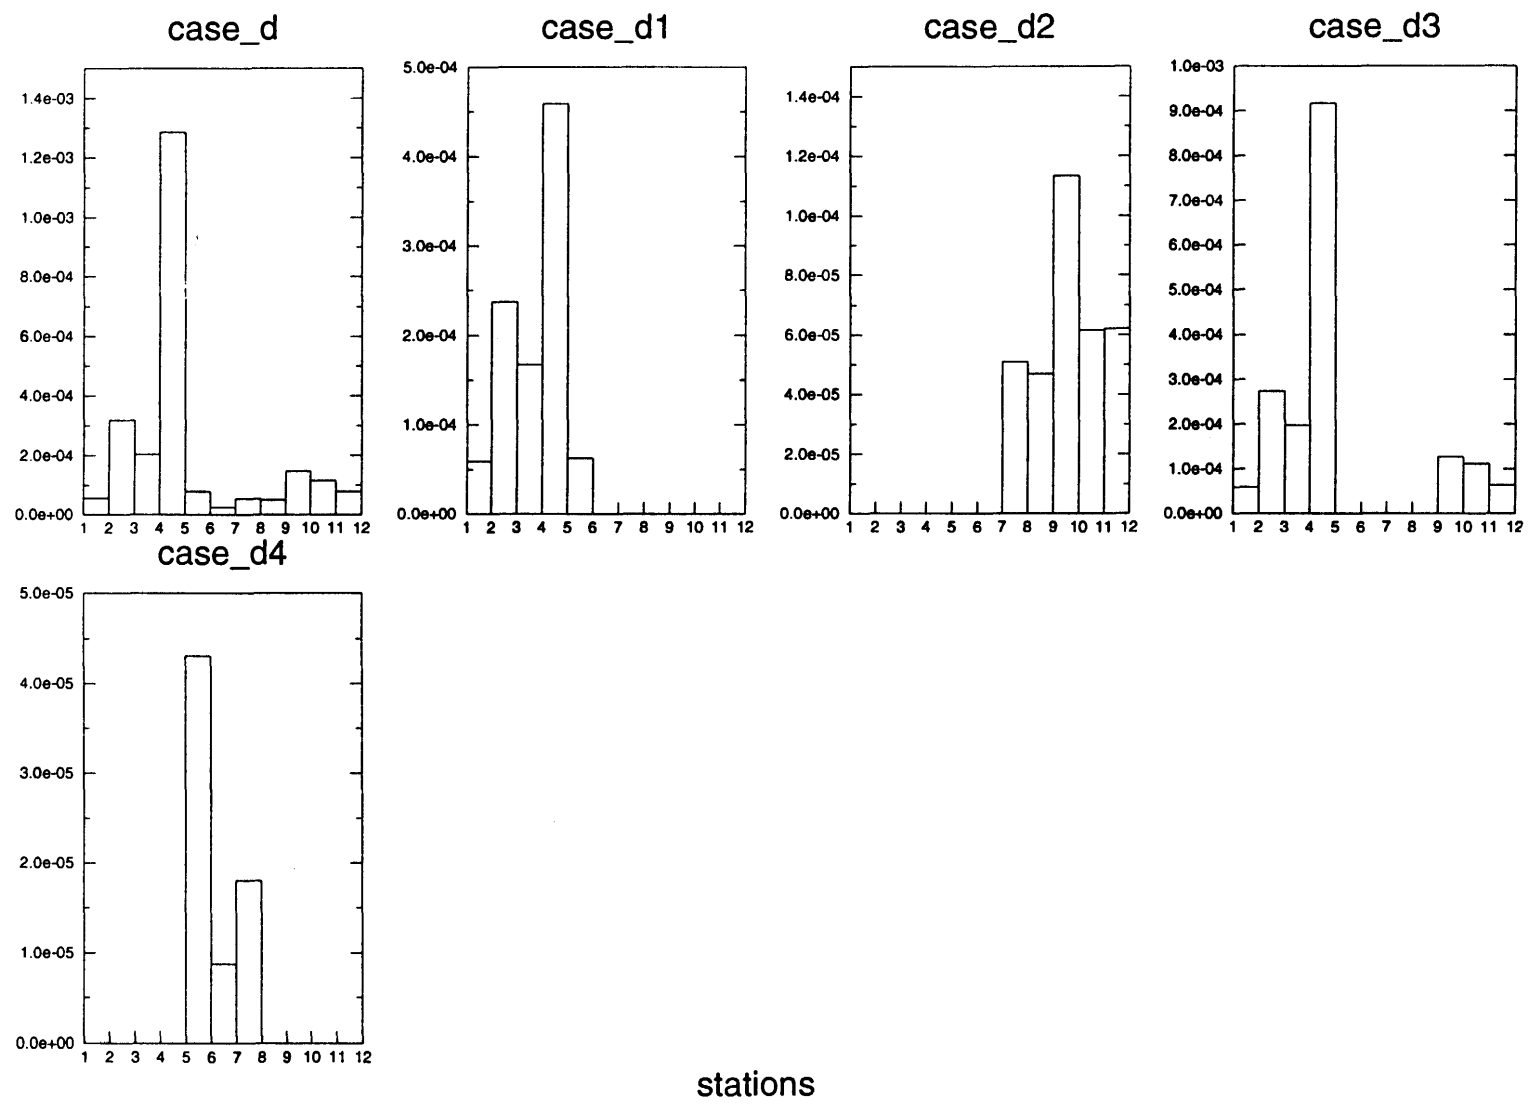 case_d
1.4e-03
1.2e-03
1.0e-03
8.0e-04
6.0e-04
4.0e-04
2.0e-04
0.0e+00
1 2 3 4 5 6 7 8 9 10 11 12
case_d1
5.0e-04
4.0e-04
3.0e-04
2.0e-04
1.0e-04
0.0e+00
1 2 3 4 5 6 7 8 9 10 11 12
case_d2
1.4e-04
1.2e-04
1.0e-04
8.0e-05
6.0e-05
4.0e-05
2.0e-05
0.0e+00
1 2 3 4 5 6 7 8 9 10 11 12
case_d3
1.0e-03
9.0e-04
8.0e-04
7.0e-04
6.0e-04
5.0e-04
4.0e-04
3.0e-04
2.0e-04
1.0e-04
0.0e+00
1 2 3 4 5 6 7 8 9 10 11 12
case_d4
5.0e-05
4.0e-05
3.0e-05
2.0e-05
1.0e-05
0.0e+00
1 2 3 4 5 6 7 8 9 10 11 12
stations